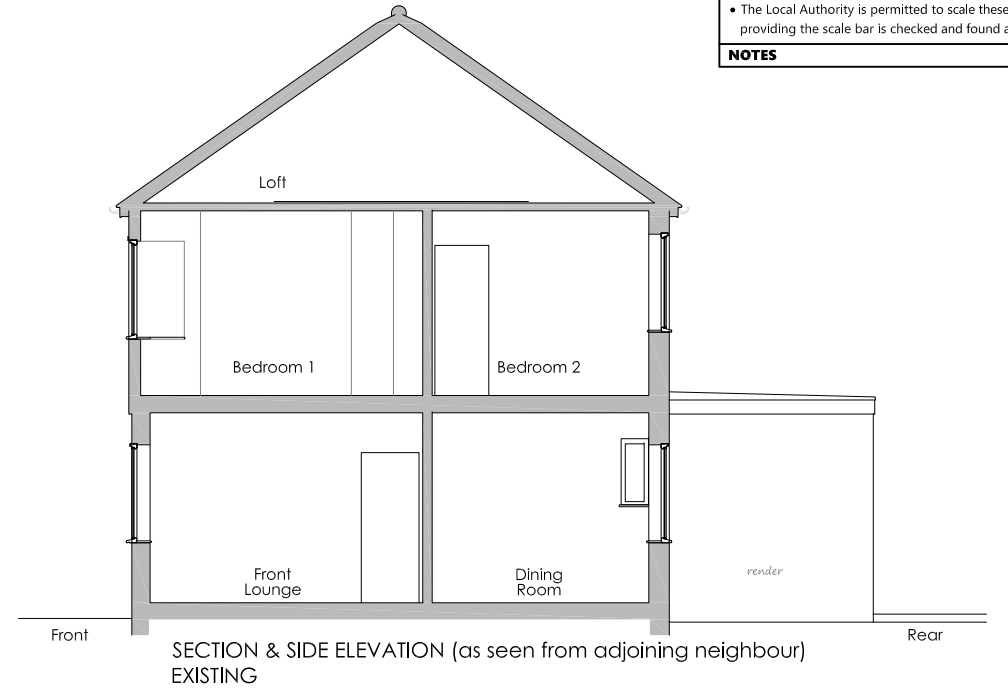 • The Local Authority is permitted to scale these
providing the scale bar is checked and found a
NOTES
Loft
Bedroom 1
Bedroom 2
Front
Lounge
Dining
Room
render
Front
Rear
SECTION & SIDE ELEVATION (as seen from adjoining neighbour)
EXISTING